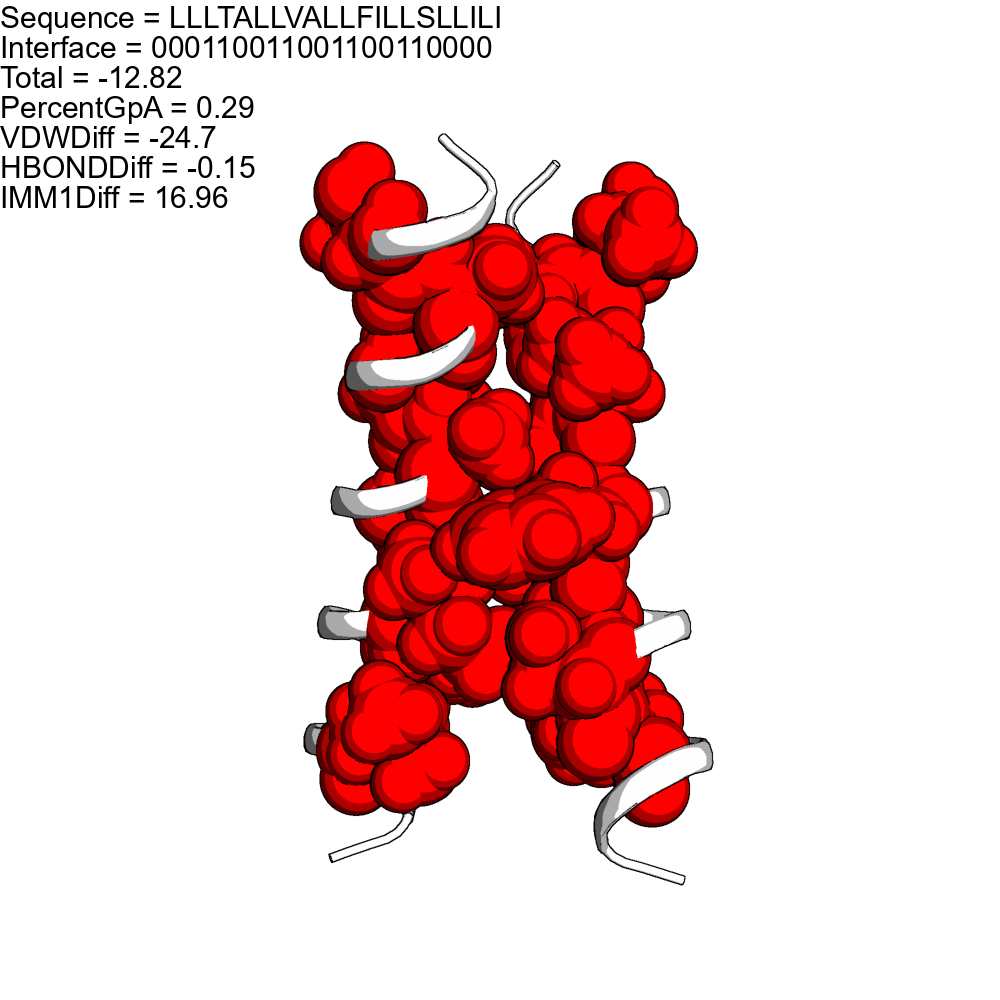 Sequence = LLLTALLVALLFILLSLLILI
Interface = 000110011001100110000
Total = -12.82
PercentGpA = 0.29
VDWDiff = -24.7
HBONDDiff = -0.15
IMM1Diff = 16.96